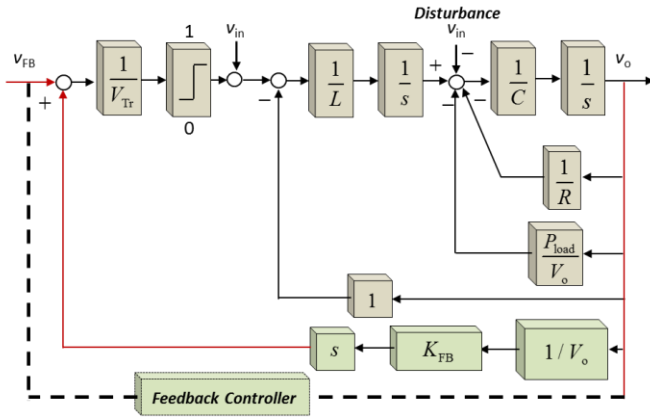 Disturbance
1
v_in
v_in
v_FB
v_o
−
1/V_Tr
1/L
1/s
+
1/C
1/s
+
−
−
−
0
1/R
P_load/V_o
1
s
K_FB
1/V_o
Feedback Controller